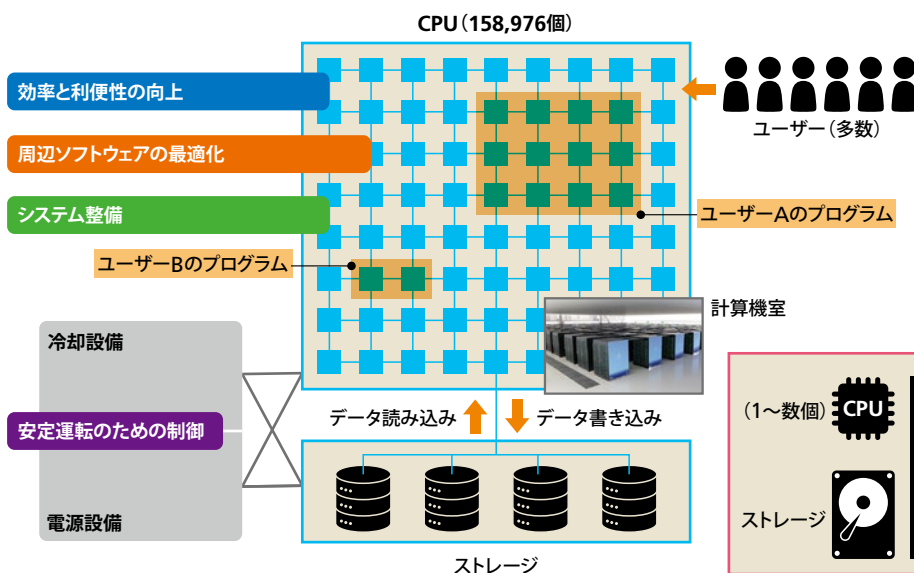 CPU（158,976個）
効率と利便性の向上
周辺ソフトウェアの最適化
システム整備
ユーザー（多数）
ユーザーAのプログラム
ユーザーBのプログラム
計算機室
冷却設備
安定運転のための制御
電源設備
データ読み込み
データ書き込み
ストレージ
（1〜数個）
CPU
ストレージ